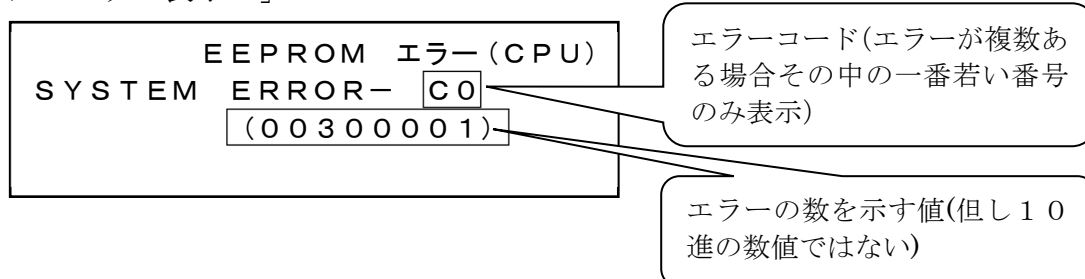 EEPROM エラー(CPU)
SYSTEM ERROR－ C0
(00300001)
エラーコード(エラーが複数あ
る場合その中の一番若い番号
のみ表示)
エラーの数を示す値(但し１０
進の数値ではない)